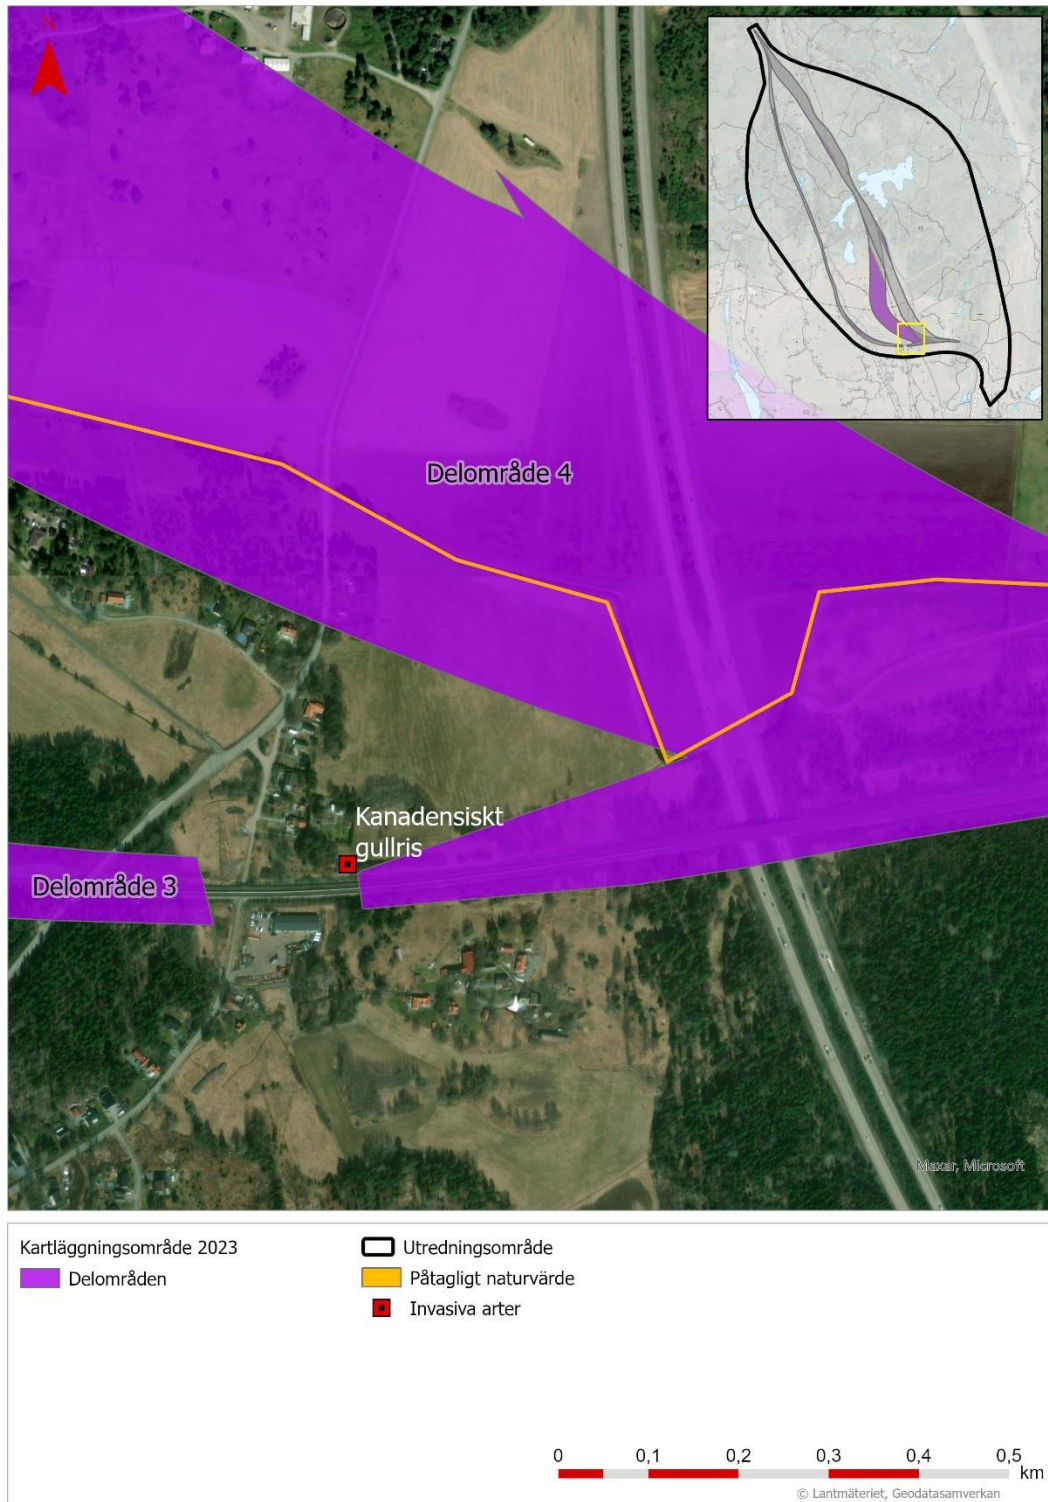 N
Delområde 4
Kanadensiskt
gullris
Delområde 3
Maxar, Microsoft
Kartläggningsområde 2023
Delområden
Utredningsområde
Påtagligt naturvärde
Invasiva arter
0 0,1 0,2 0,3 0,4 0,5
km
© Lantmäteriet, Geodatasamverkan